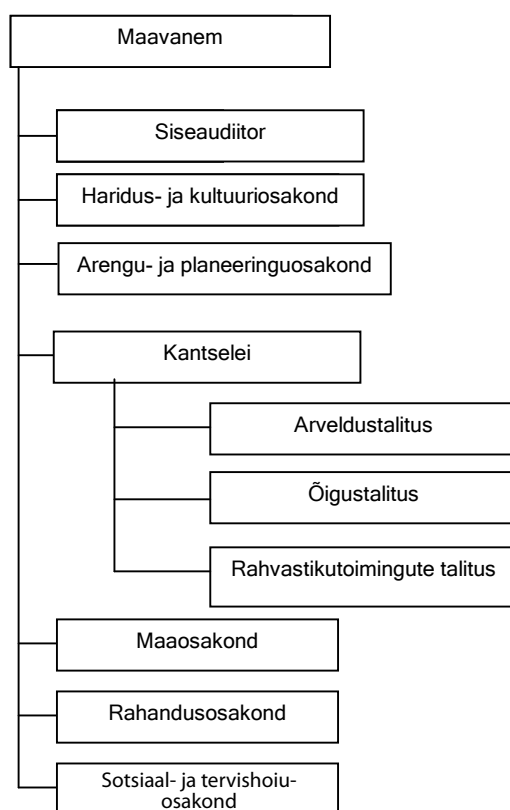 Maavanem
Siseaudiitor
Haridus- ja kultuuriosakond
Arengu- ja planeeringuosakond
Kantselei
Arveldustalitus
Õigustalitus
Rahvastikutoimingute talitus
Maaosakond
Rahandusosakond
Sotsiaal- ja tervishoiu-
osakond